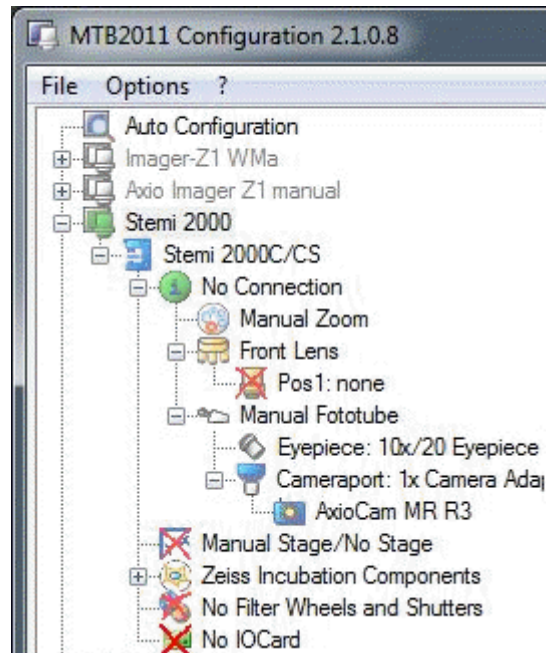 MTB2011 Configuration 2.1.0.8
File Options ?
Auto Configuration
Imager-Z1 WMa
Axio Imager Z1 manual
Stemi 2000
Stemi 2000C/CS
No Connection
Manual Zoom
Front Lens
Pos1: none
Manual Fototube
Eyepiece: 10x/20 Eyepiece
Cameraport: 1x Camera Adap
AxioCam MR R3
Manual Stage/No Stage
Zeiss Incubation Components
No Filter Wheels and Shutters
No IOCard